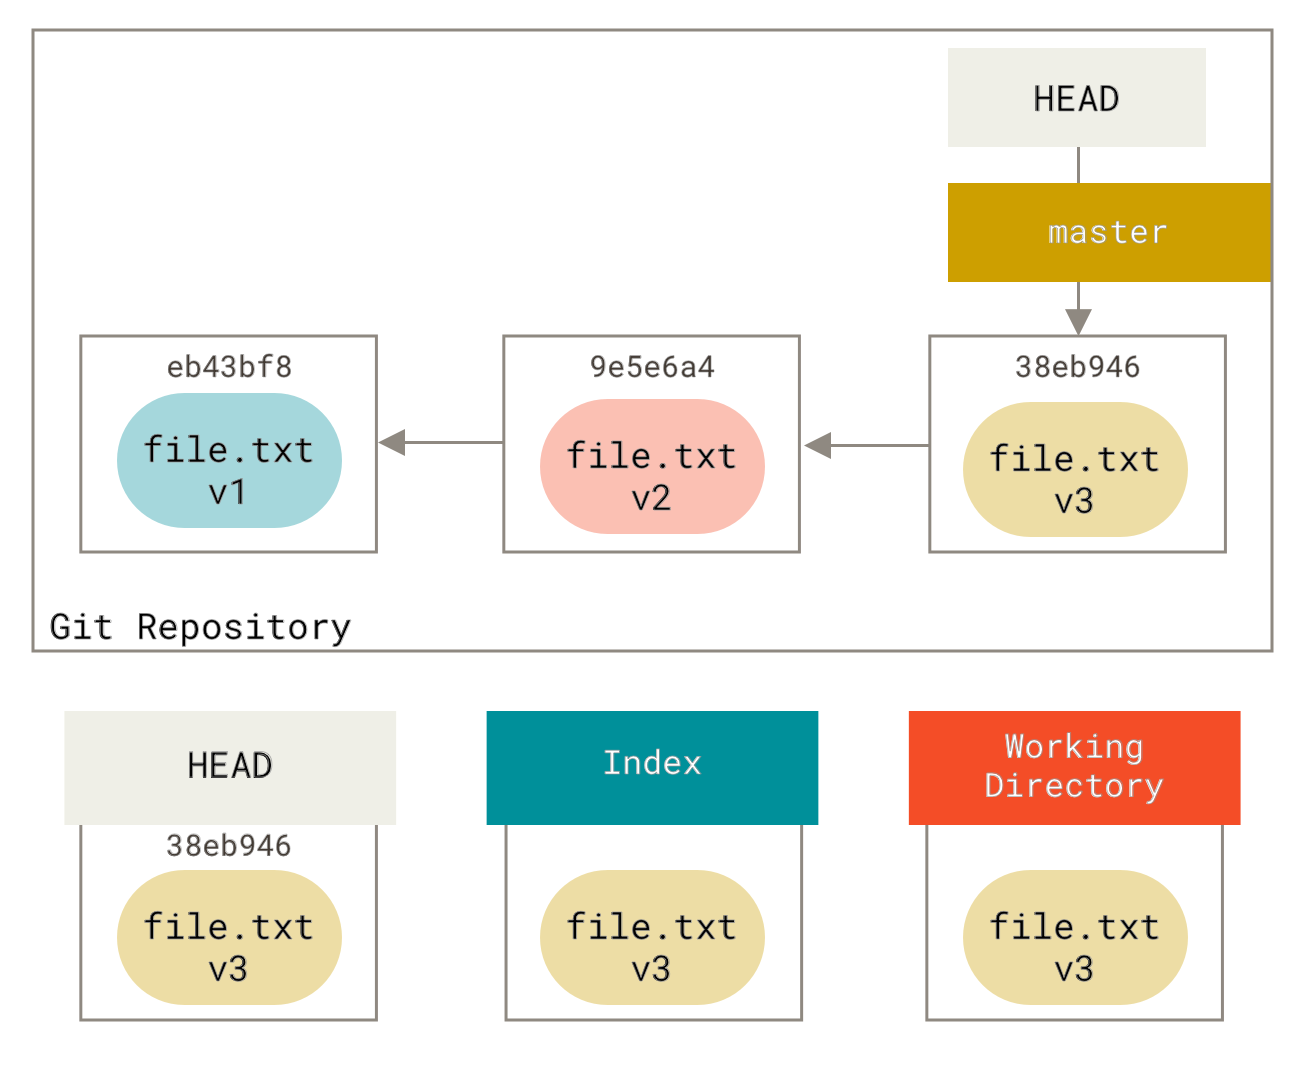 HEAD
master
eb43bf8
file.txt
v1
9e5e6a4
file.txt
v2
38eb946
file.txt
v3
Git Repository
HEAD
38eb946
file.txt
v3
Index
file.txt
v3
Working
Directory
file.txt
v3